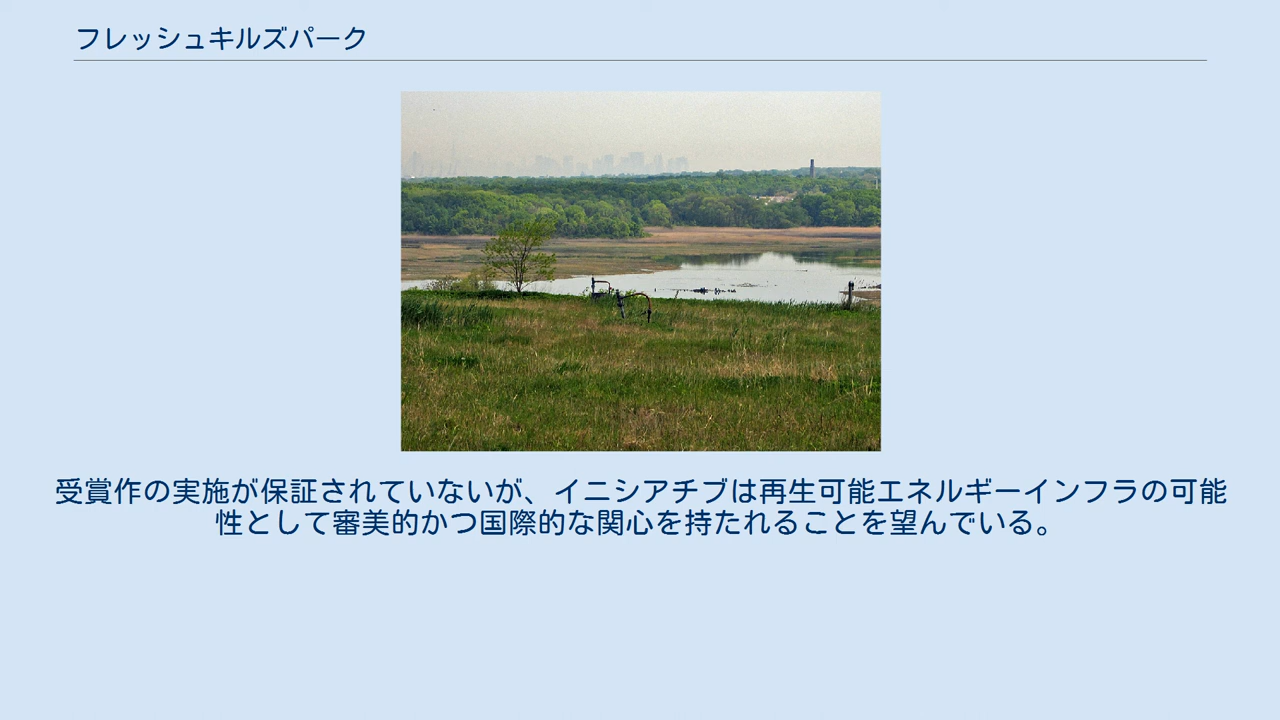 フレッシュキルズパーク
受賞作の実施が保証されていないが、イニシアチブは再生可能エネルギーインフラの可能
性として審美的かつ国際的な関心を持たれることを望んでいる。